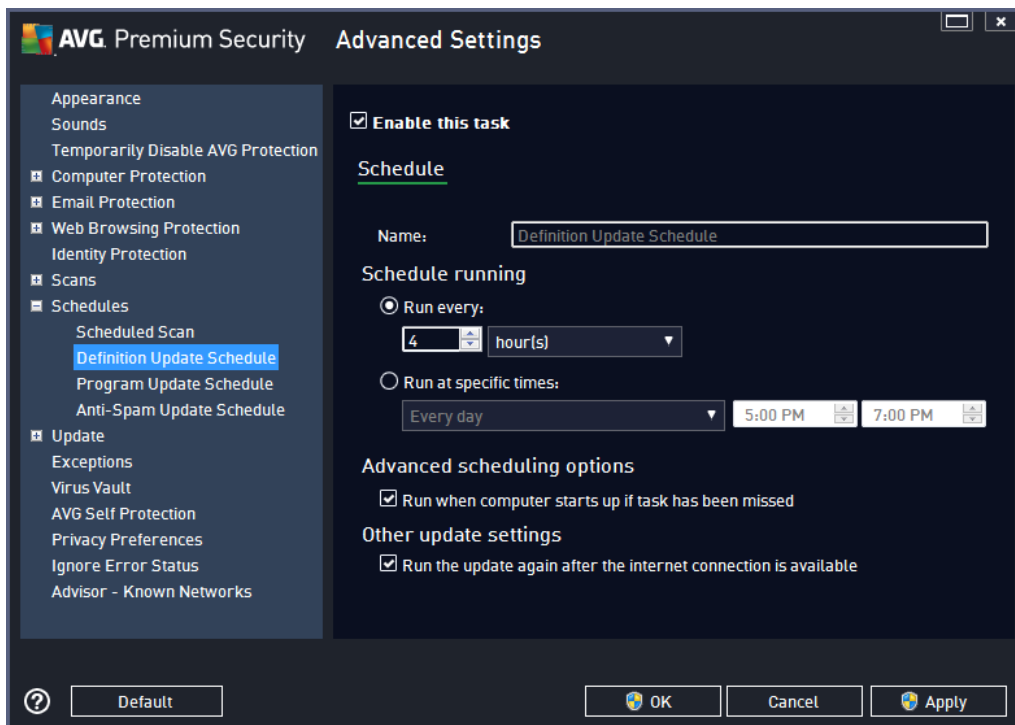 AVG. Premium Security
Advanced Settings
Appearance
Sounds
Temporarily Disable AVG Protection
Computer Protection
Email Protection
Web Browsing Protection
Identity Protection
Scans
Schedules
Scheduled Scan
Definition Update Schedule
Program Update Schedule
Anti-Spam Update Schedule
Update
Exceptions
Virus Vault
AVG Self Protection
Privacy Preferences
Ignore Error Status
Advisor - Known Networks
Enable this task
Schedule
Name: Definition Update Schedule
Schedule running
Run every:
4 hour(s)
Run at specific times:
Every day 5:00 PM 7:00 PM
Advanced scheduling options
Run when computer starts up if task has been missed
Other update settings
Run the update again after the internet connection is available
? Default OK Cancel Apply